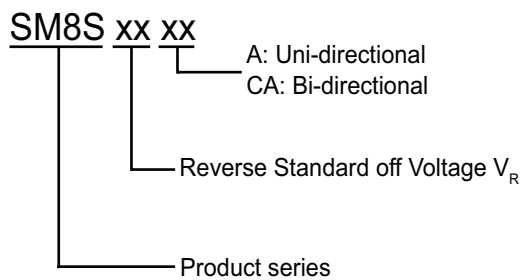 SM8S xx xx
A: Uni-directional
CA: Bi-directional
Reverse Standard off Voltage VR
Product series